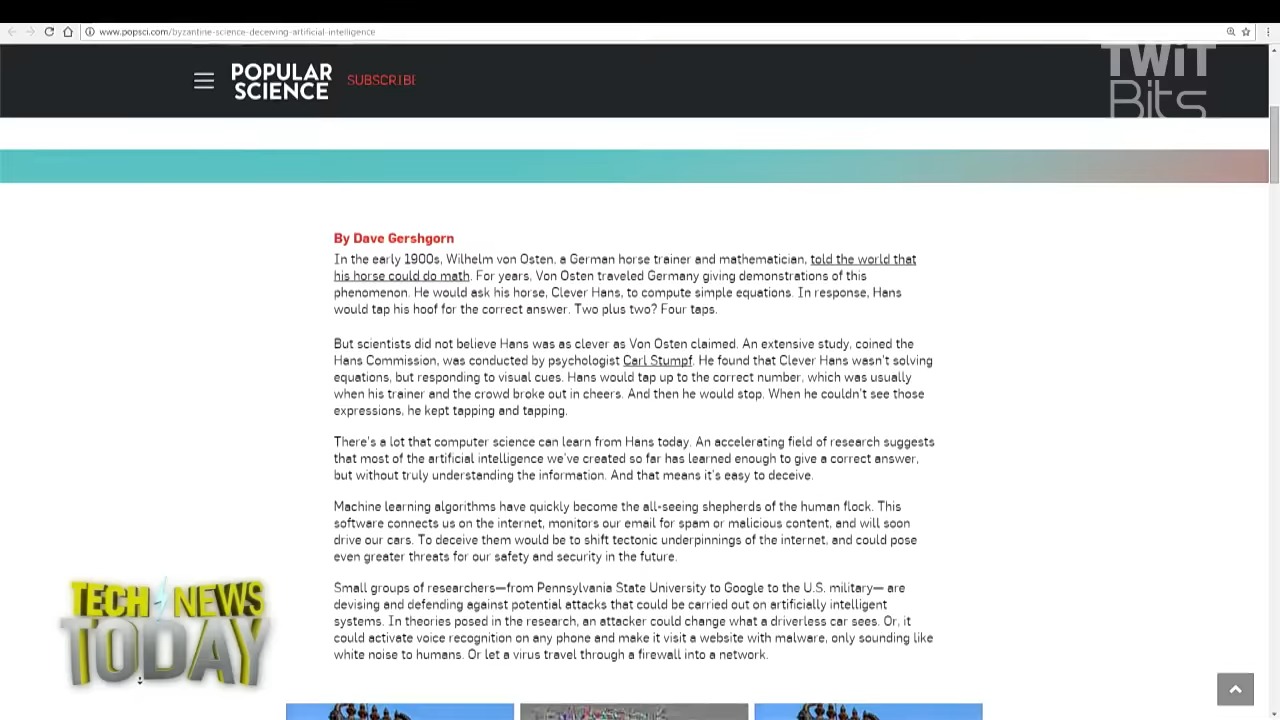 www.popsci.com/byzantine-science-deceiving-artificial-intelligence
POPULAR
SCIENCE
SUBSCRIBE
TWiT
Bits
By Dave Gershgorn
In the early 1900s, Wilhelm von Osten, a German horse trainer and mathematician, told the world that
his horse could do math. For years, Von Osten traveled Germany giving demonstrations of this
phenomenon. He would ask his horse, Clever Hans, to compute simple equations. In response, Hans
would tap his hoof for the correct answer. Two plus two? Four taps.
But scientists did not believe Hans was as clever as Von Osten claimed. An extensive study, coined the
Hans Commission, was conducted by psychologist Carl Stumpf. He found that Clever Hans wasn't solving
equations, but responding to visual cues. Hans would tap up to the correct number, which was usually
when his trainer and the crowd broke out in cheers. And then he would stop. When he couldn't see those
expressions, he kept tapping and tapping.
There's a lot that computer science can learn from Hans today. An accelerating field of research suggests
that most of the artificial intelligence we've created so far has learned enough to give a correct answer,
but without truly understanding the information. And that means it's easy to deceive.
Machine learning algorithms have quickly become the all-seeing shepherds of the human flock. This
software connects us on the internet, monitors our email for spam or malicious content, and will soon
drive our cars. To deceive them would be to shift tectonic underpinnings of the internet, and could pose
even greater threats for our safety and security in the future.
Small groups of researchers—from Pennsylvania State University to Google to the U.S. military— are
devising and defending against potential attacks that could be carried out on artificially intelligent
systems. In theories posed in the research, an attacker could change what a driverless car sees. Or, it
could activate voice recognition on any phone and make it visit a website with malware, only sounding like
white noise to humans. Or let a virus travel through a firewall into a network.
TECH NEWS
TODAY